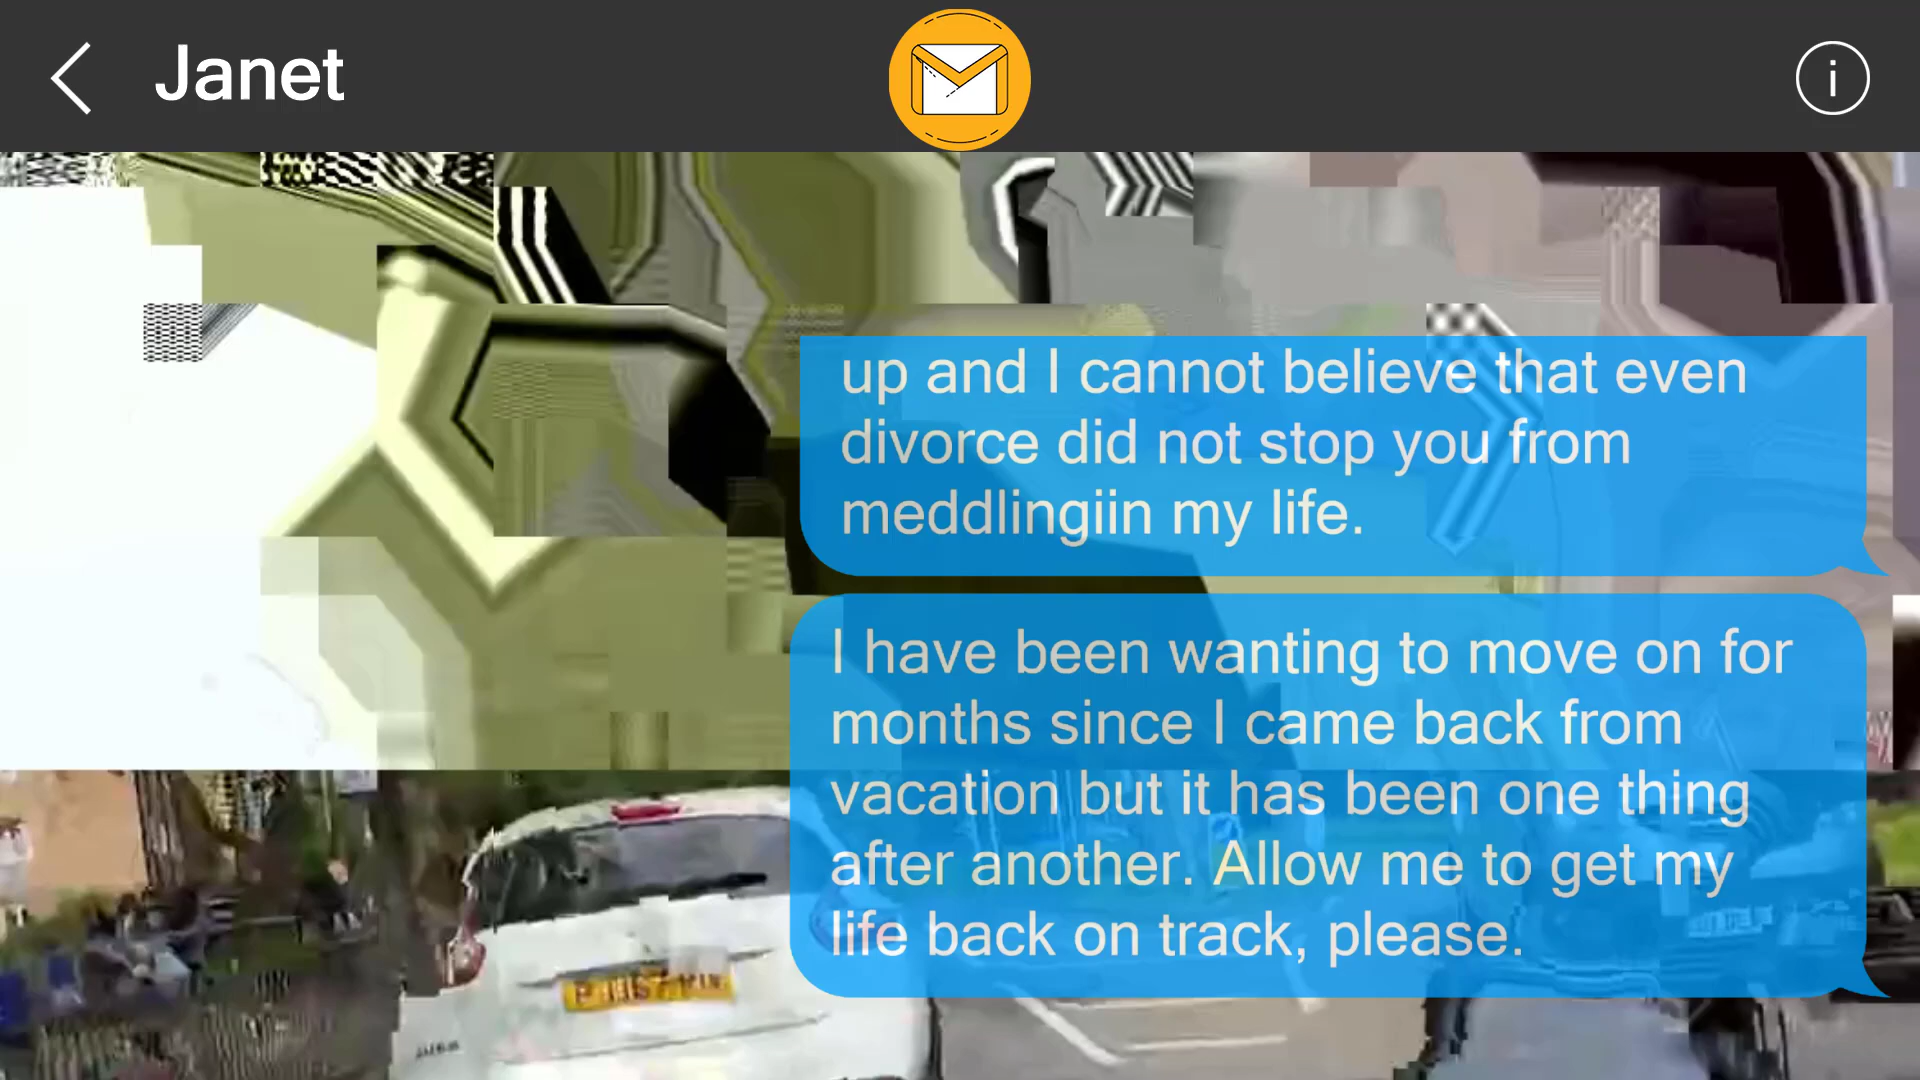 Janet
i
up and I cannot believe that even
divorce did not stop you from
meddlingiin my life.
I have been wanting to move on for
months since I came back from
vacation but it has been one thing
after another. Allow me to get my
life back on track, please.